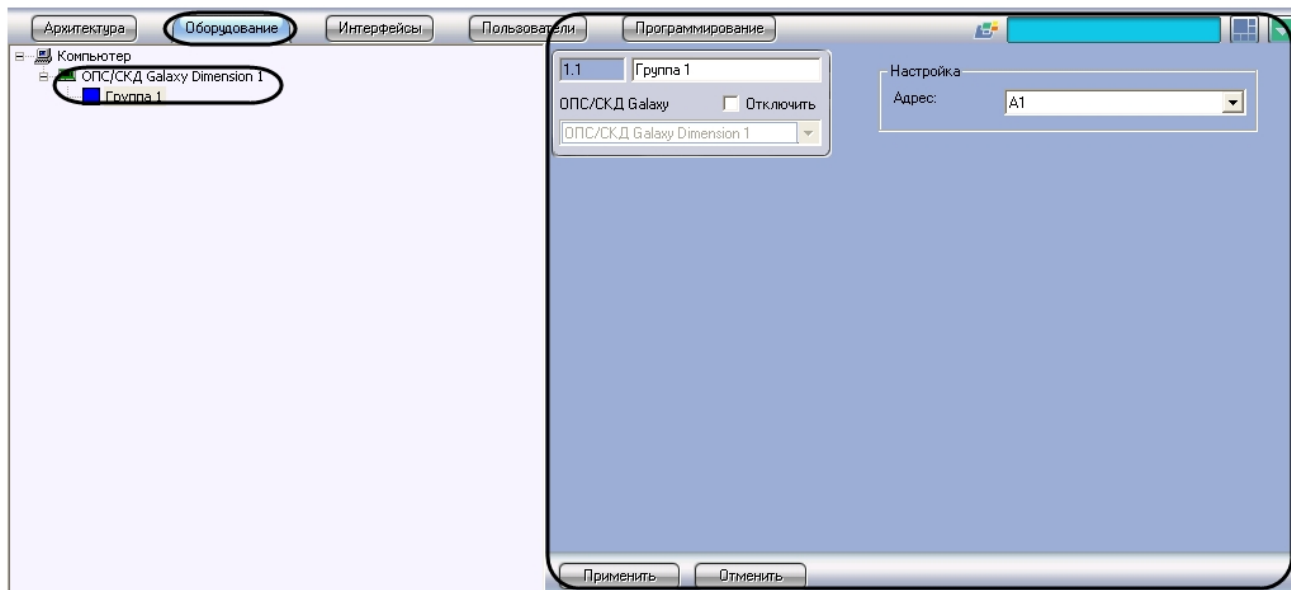 Архитектура Оборудование Интерфейсы Пользователи Программирование
Компьютер
ОПС/СКД Galaxy Dimension 1
Группа 1
1.1 Группа 1
ОПС/СКД Galaxy Отключить
ОПС/СКД Galaxy Dimension 1
Настройка
Адрес: A1
Применить Отменить